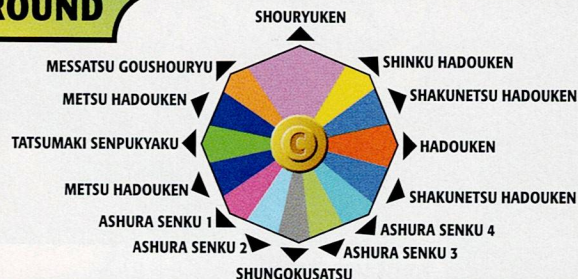 ROUND
SHOURYUKEN
MESSATSU GOUSHOURYU
SHINKU HADOUKEN
METSU HADOUKEN
SHAKUNETSU HADOUKEN
TATSUMAKI SENPUKYAKU
C
HADOUKEN
METSU HADOUKEN
SHAKUNETSU HADOUKEN
ASHURA SENKU 1
ASHURA SENKU 4
ASHURA SENKU 2
ASHURA SENKU 3
SHUNGOKUSATSU